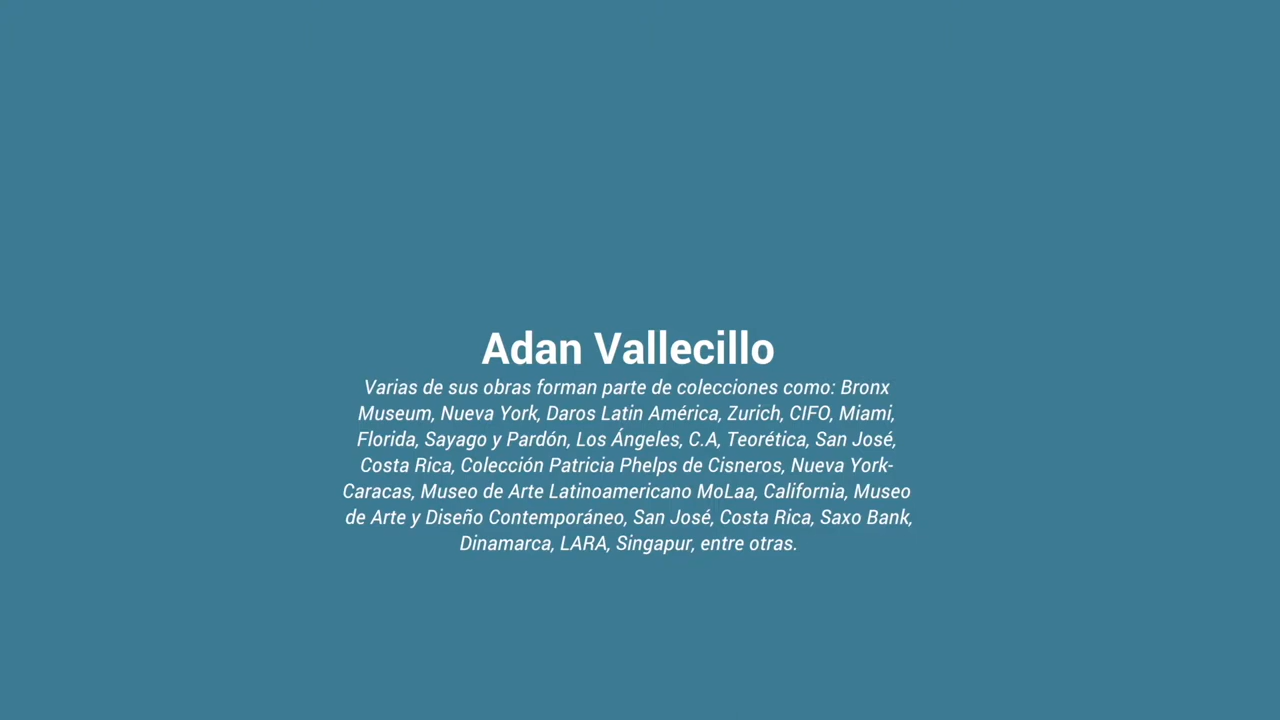 Adan Vallecillo
Varias de sus obras forman parte de colecciones como: Bronx
Museum, Nueva York, Daros Latin América, Zurich, CIFO, Miami,
Florida, Sayago y Pardón, Los Ángeles, C.A, Teorética, San José,
Costa Rica, Colección Patricia Phelps de Cisneros, Nueva York-
Caracas, Museo de Arte Latinoamericano MoLaa, California, Museo
de Arte y Diseño Contemporáneo, San José, Costa Rica, Saxo Bank,
Dinamarca, LARA, Singapur, entre otras.